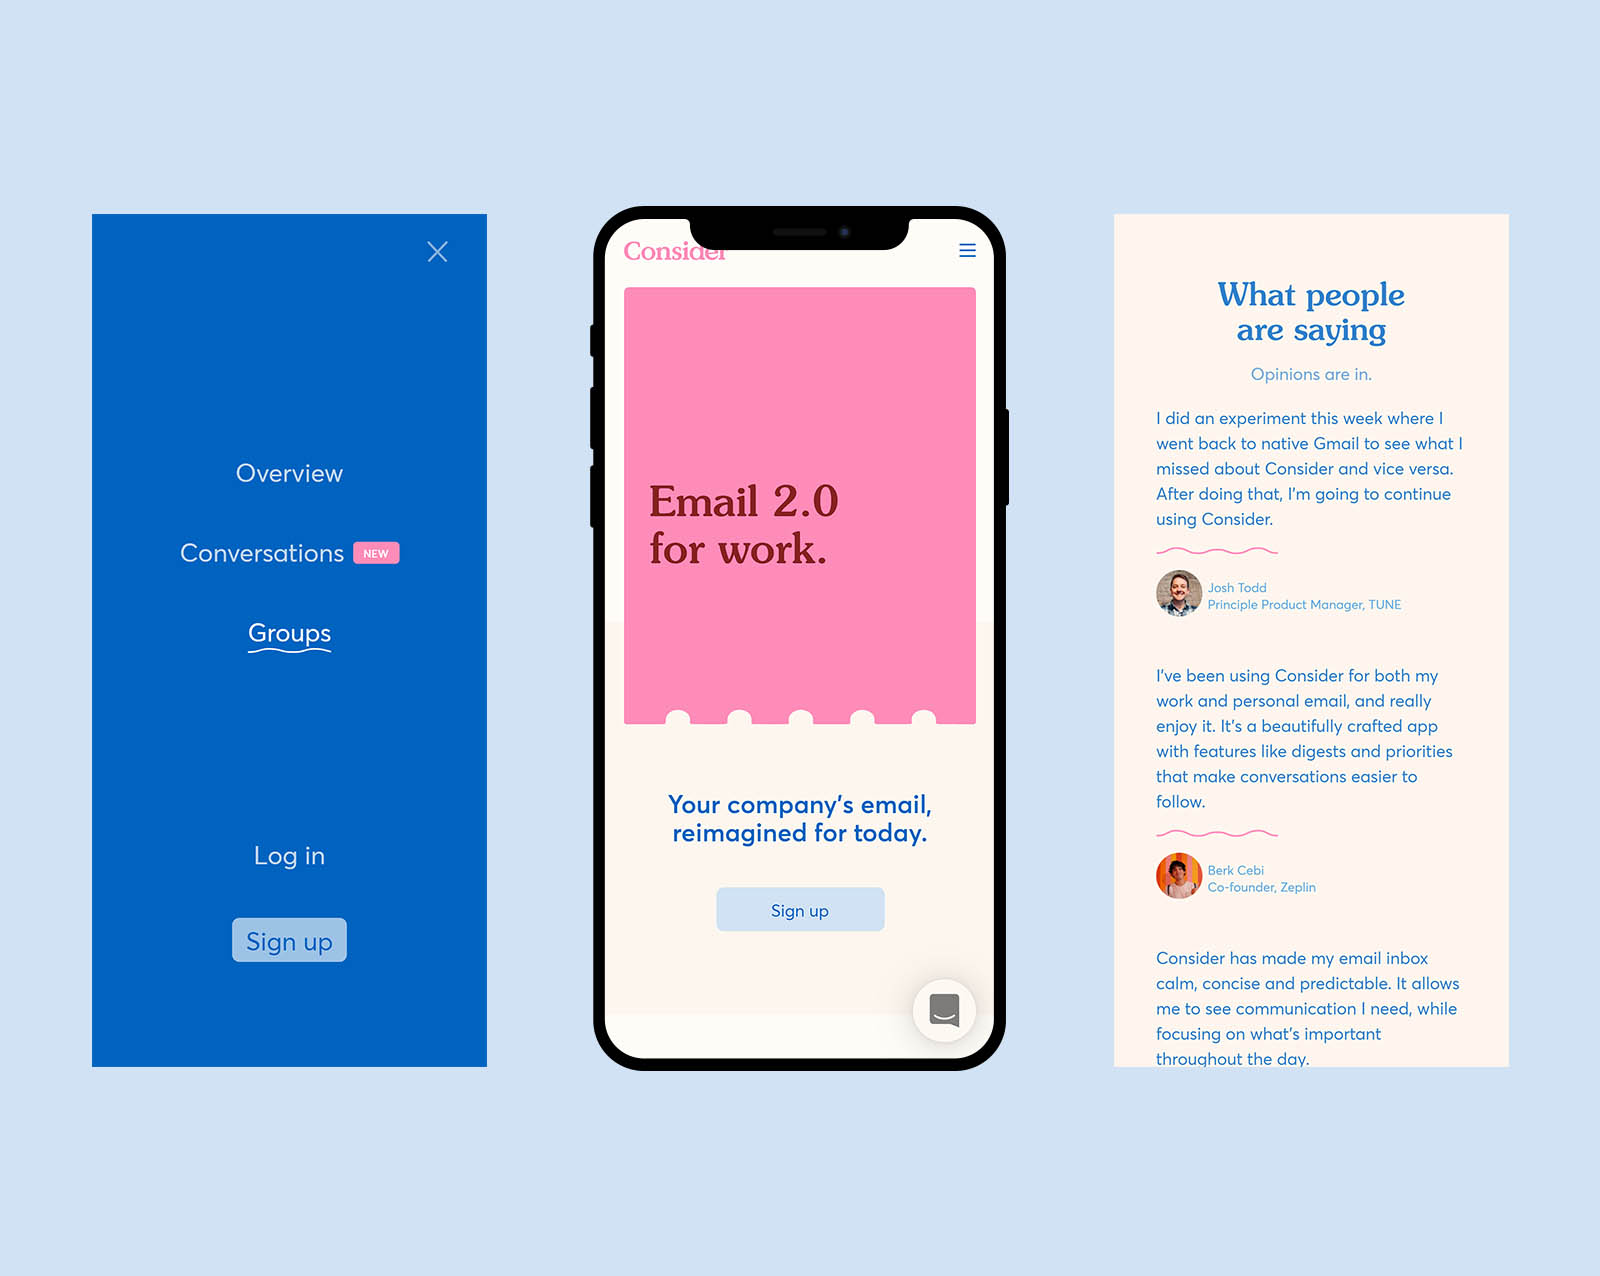 Overview
Conversations NEW
Groups
Log in
Sign up
Consider
Email 2.0
for work.
Your company's email,
reimagined for today.
Sign up
What people
are saying
Opinions are in.
I did an experiment this week where I
went back to native Gmail to see what I
missed about Consider and vice versa.
After doing that, I'm going to continue
using Consider.
Josh Todd
Principle Product Manager, TUNE
I've been using Consider for both my
work and personal email, and really
enjoy it. It's a beautifully crafted app
with features like digests and priorities
that make conversations easier to
follow.
Berk Cebi
Co-founder, Zeplin
Consider has made my email inbox
calm, concise and predictable. It allows
me to see communication I need, while
focusing on what's important
throughout the day.